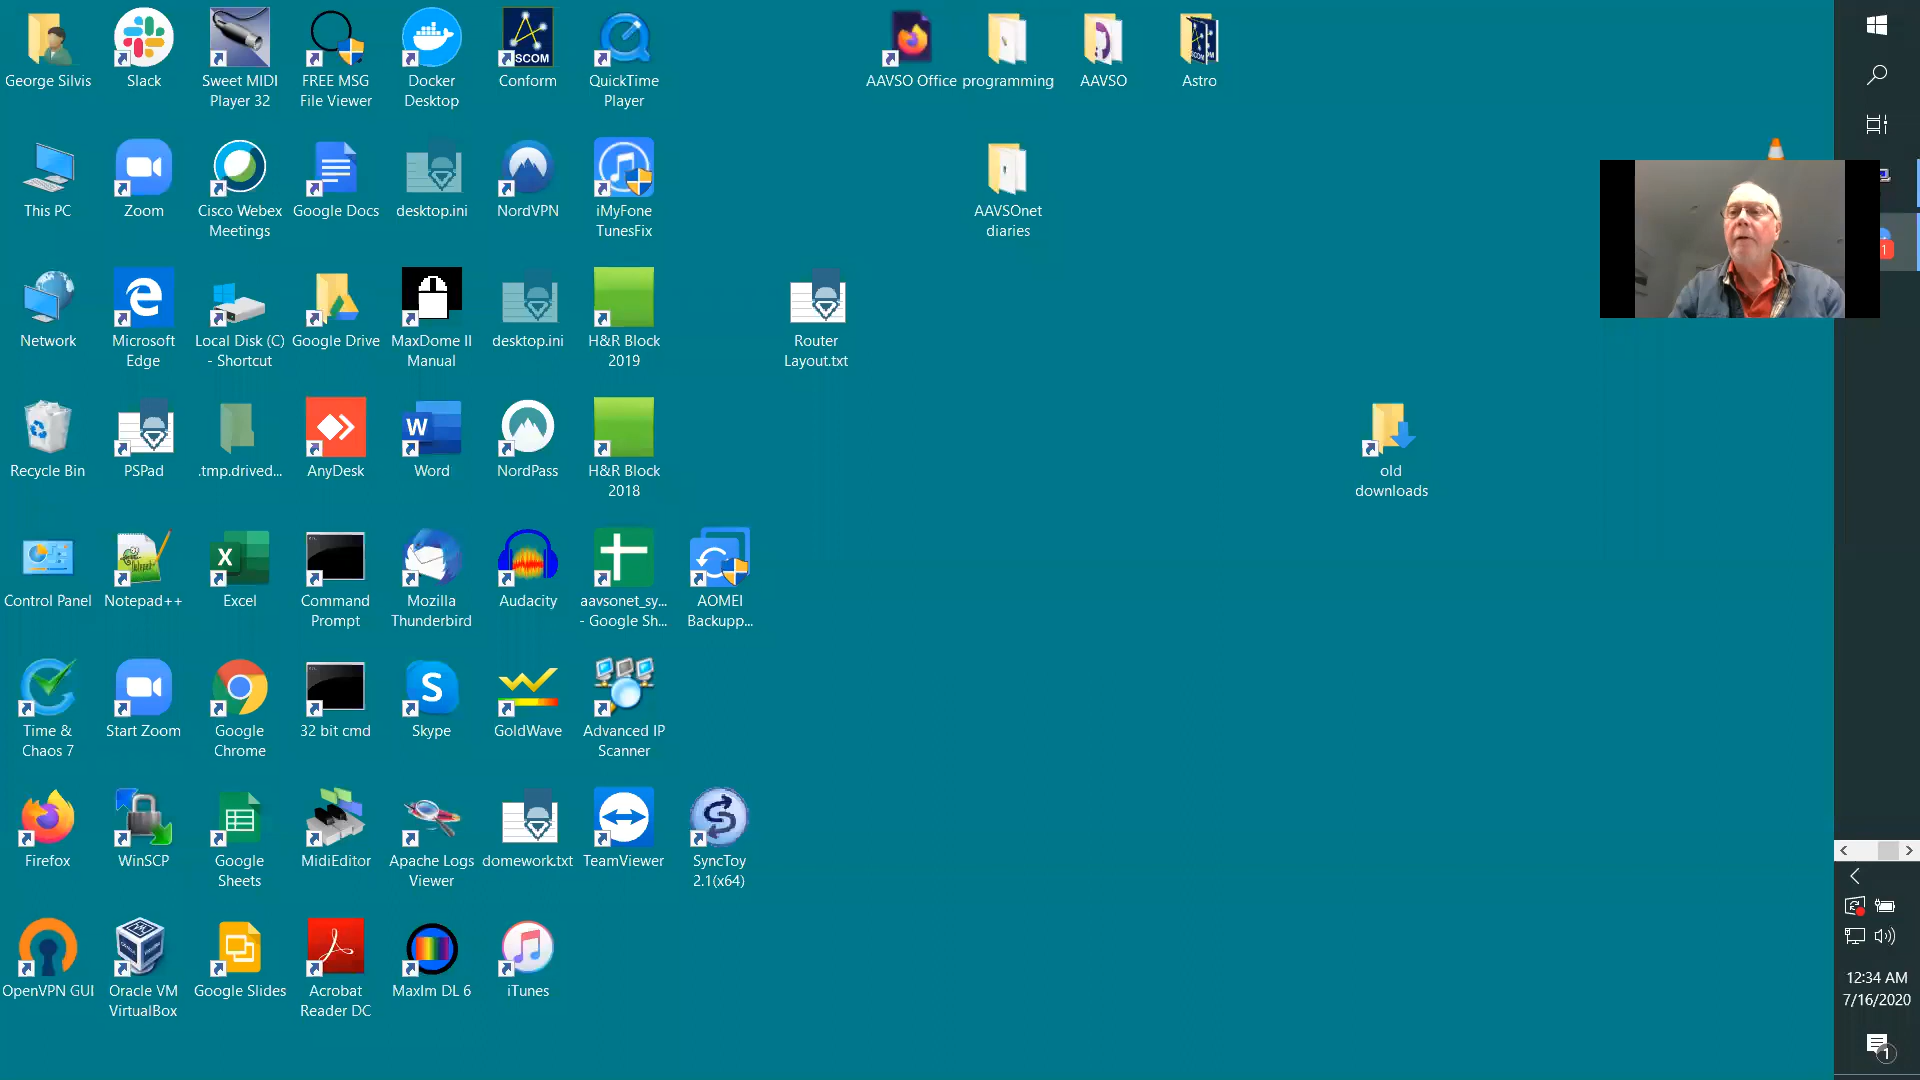 George Silvis
Slack
Sweet MIDI
Player 32
FREE MSG
File Viewer
Docker
Desktop
SCOM
Conform
QuickTime
Player
AAVSO Office
programming
AAVSO
Astro
This PC
Zoom
Cisco Webex
Meetings
Google Docs
desktop.ini
NordVPN
iMyFone
TunesFix
AAVSOnet
diaries
Network
Microsoft
Edge
Local Disk (C)
- Shortcut
Google Drive
MaxDome II
Manual
desktop.ini
H&R Block
2019
Router
Layout.txt
1
Recycle Bin
PSPad
.tmp.drived...
AnyDesk
W
Word
NordPass
H&R Block
2018
old
downloads
Control Panel
Notepad++
X
Excel
Command
Prompt
Mozilla
Thunderbird
Audacity
aavsonet_sy...
- Google Sh...
AOMEI
Backupp...
Time &
Chaos 7
Start Zoom
Google
Chrome
32 bit cmd
S
Skype
GoldWave
Advanced IP
Scanner
Firefox
WinSCP
Google
Sheets
MidiEditor
Apache Logs
Viewer
domework.txt
TeamViewer
SyncToy
2.1(x64)
OpenVPN GUI
Oracle VM
VirtualBox
Google Slides
Acrobat
Reader DC
MaxIm DL 6
iTunes
12:34 AM
7/16/2020
1